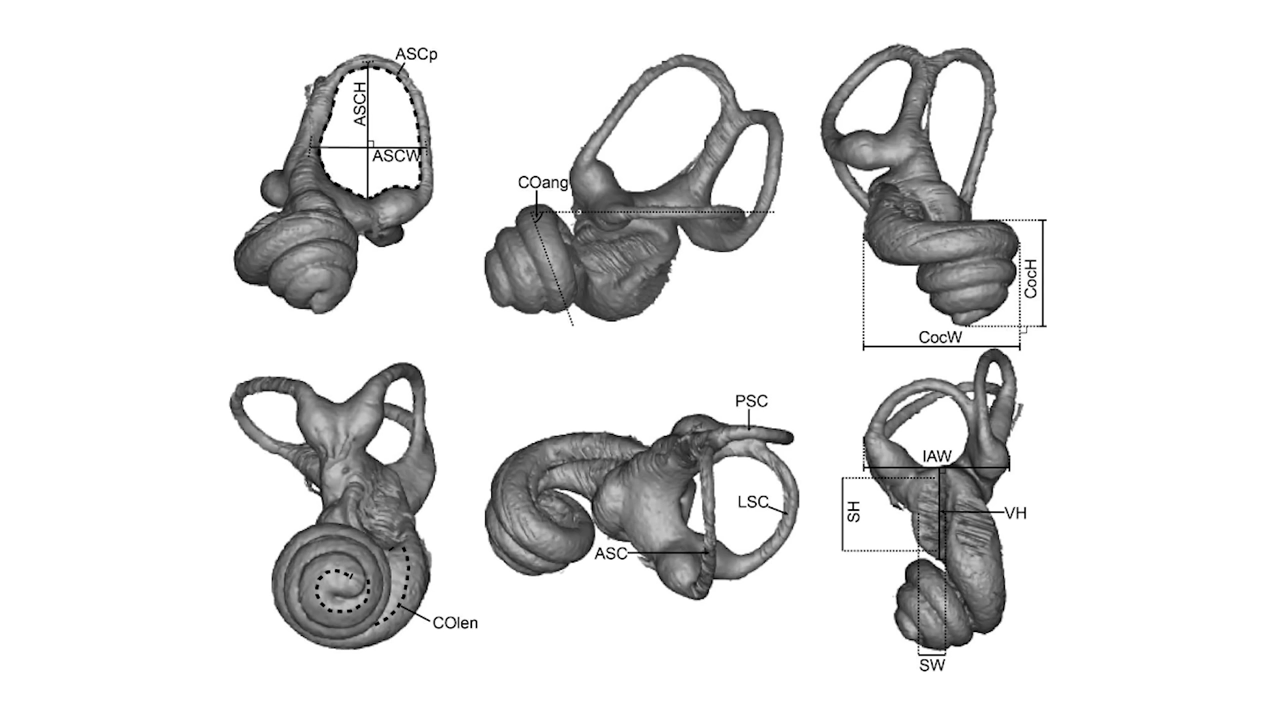 ASCp
ASCH
ASCW
COang
CocH
CocW
COlen
PSC
LSC
ASC
IAW
SH
VH
SW